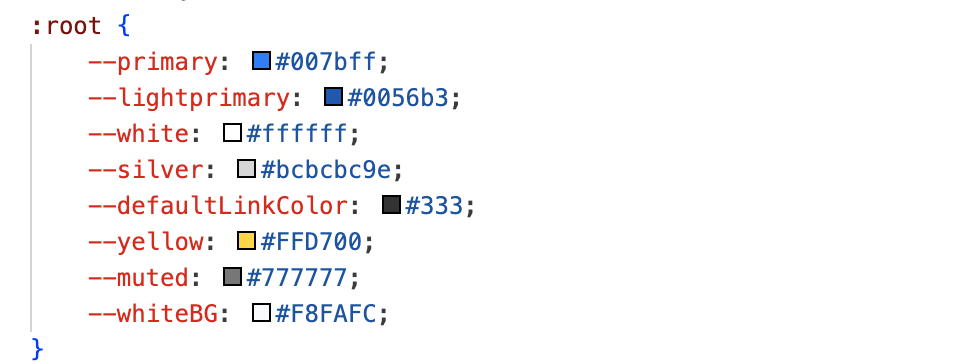 :root {
    --primary: #007bff;
    --lightprimary: #0056b3;
    --white: #ffffff;
    --silver: #bcbcbc9e;
    --defaultLinkColor: #333;
    --yellow: #FFD700;
    --muted: #777777;
    --whiteBG: #F8FAFC;
}